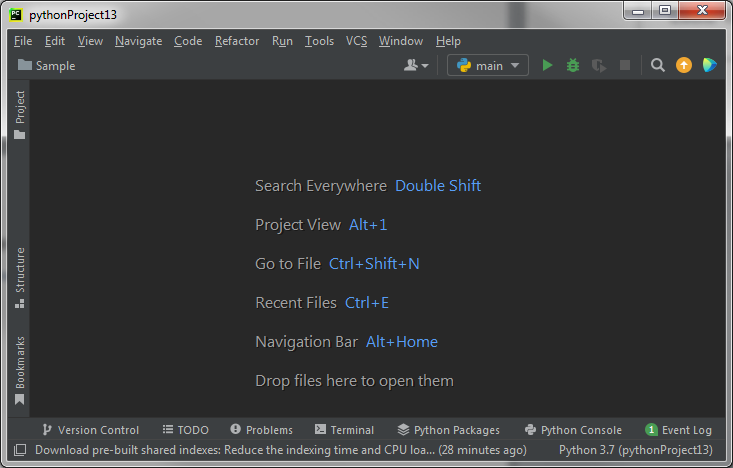 pythonProject13
File Edit View Navigate Code Refactor Run Tools VCS Window Help
Sample main
Project
Structure
Bookmarks
Search Everywhere Double Shift
Project View Alt+1
Go to File Ctrl+Shift+N
Recent Files Ctrl+E
Navigation Bar Alt+Home
Drop files here to open them
Version Control TODO Problems Terminal Python Packages Python Console 1 Event Log
Download pre-built shared indexes: Reduce the indexing time and CPU loa... (28 minutes ago) Python 3.7 (pythonProject13)